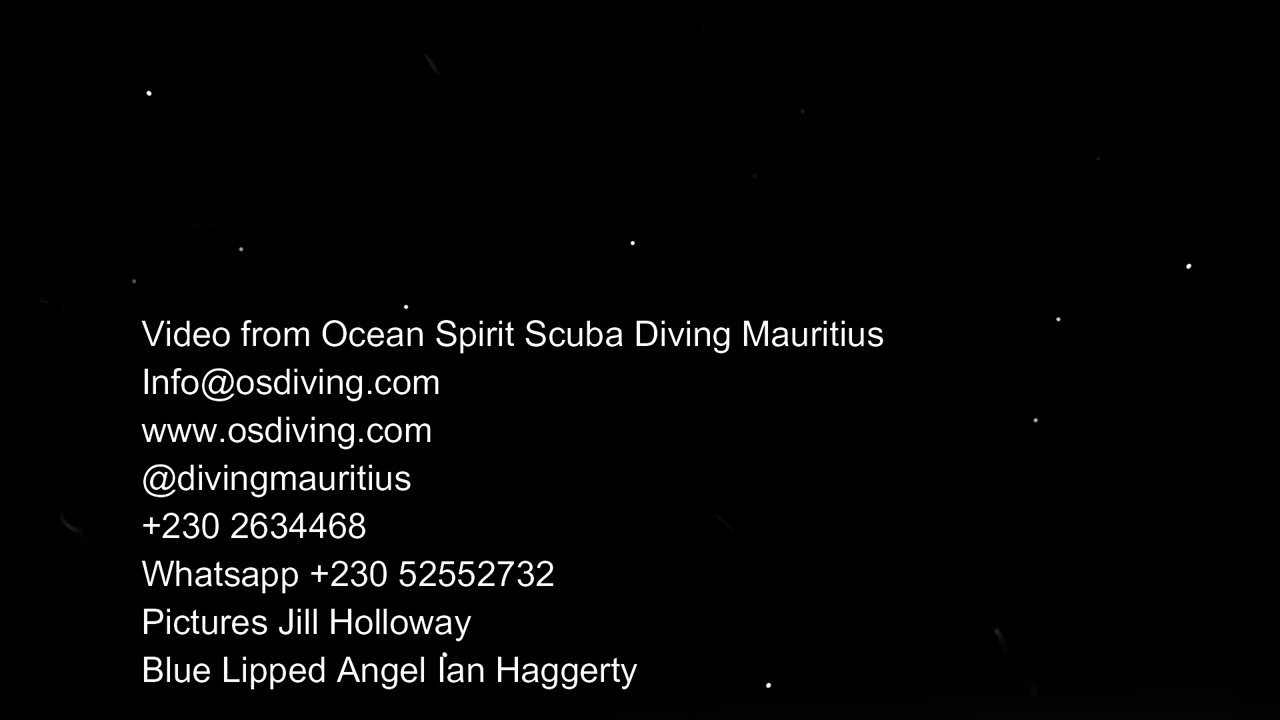 Video from Ocean Spirit Scuba Diving Mauritius
Info@osdiving.com
www.osdiving.com
@divingmauritius
+230 2634468
Whatsapp +230 52552732
Pictures Jill Holloway
Blue Lipped Angel Ian Haggerty